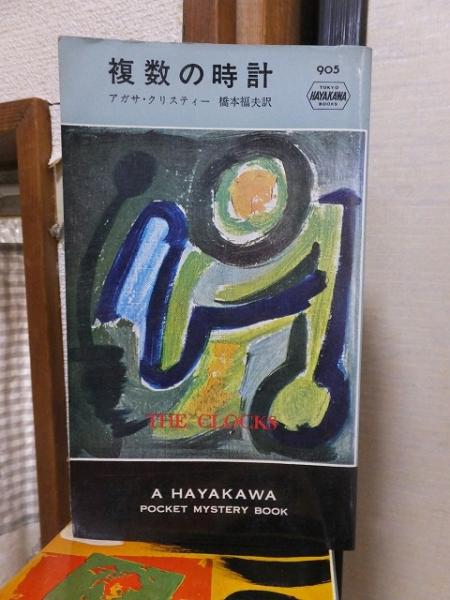 複数の時計
アガサ・クリスティー 橋本福夫訳
905
TOKYO
HAYAKAWA
BOOKS
THE CLOCKS
A HAYAKAWA
POCKET MYSTERY BOOK